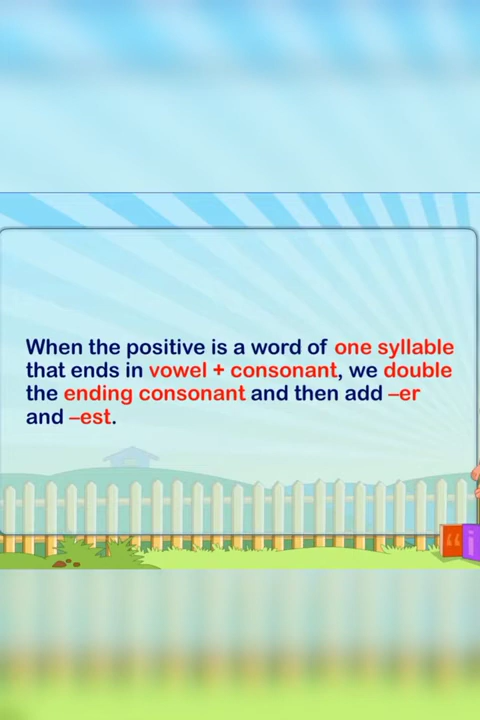 When the positive is a word of one syllable
that ends in vowel + consonant, we double
the ending consonant and then add –er
and –est.
“ i